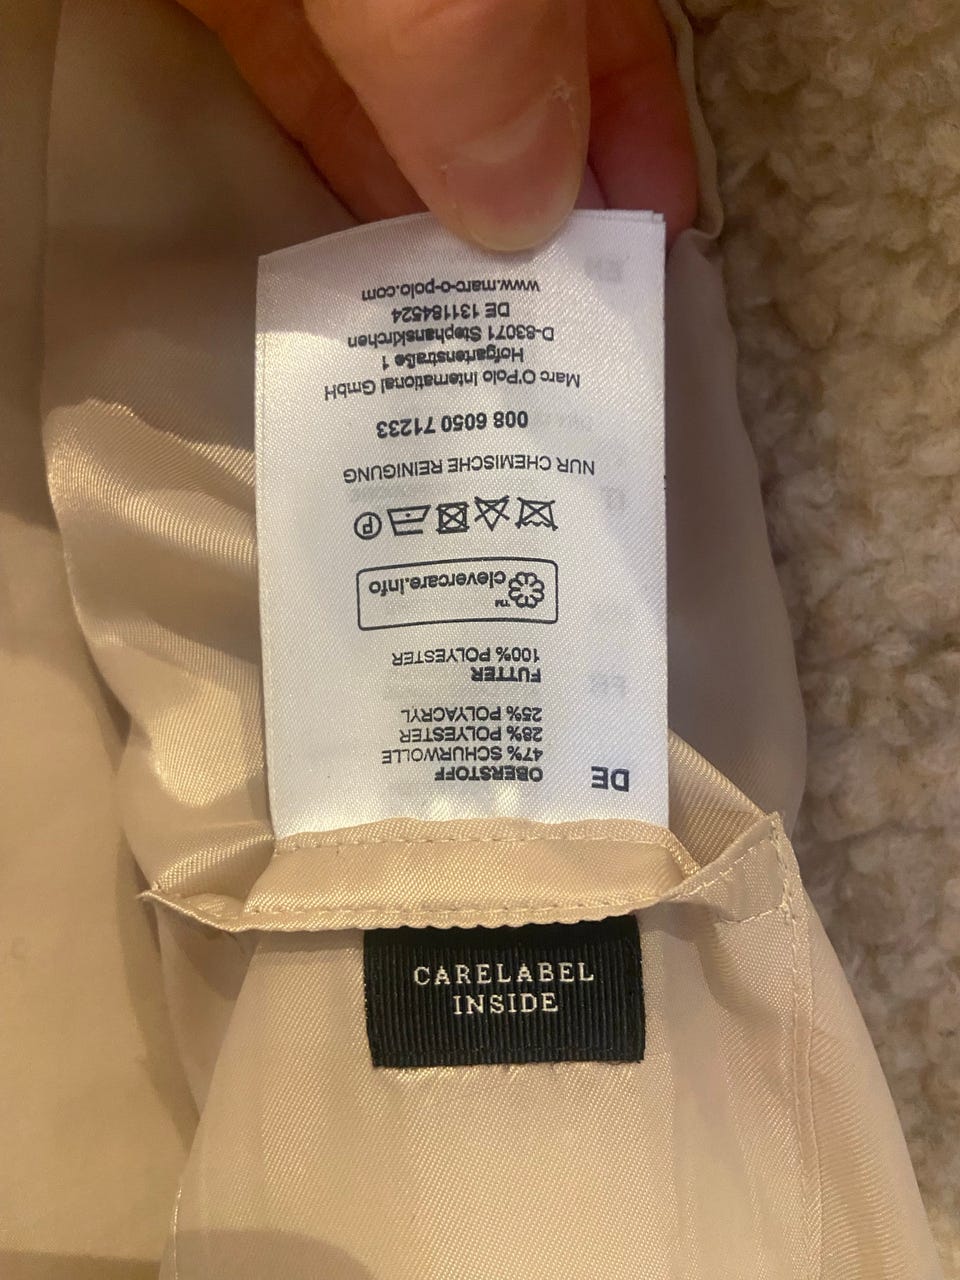 DE
OBERSTOFF
47% SCHURWOLLE
28% POLYESTER
25% POLYACRYL
FUTTER
100% POLYESTER
clevercare.info™
NUR CHEMISCHE REINIGUNG
008 6050 71233
Marc O'Polo International GmbH
Hofgartenstraße 1
D-83071 Stephanskirchen
DE 131184524
www.marc-o-polo.com
CARELABEL
INSIDE